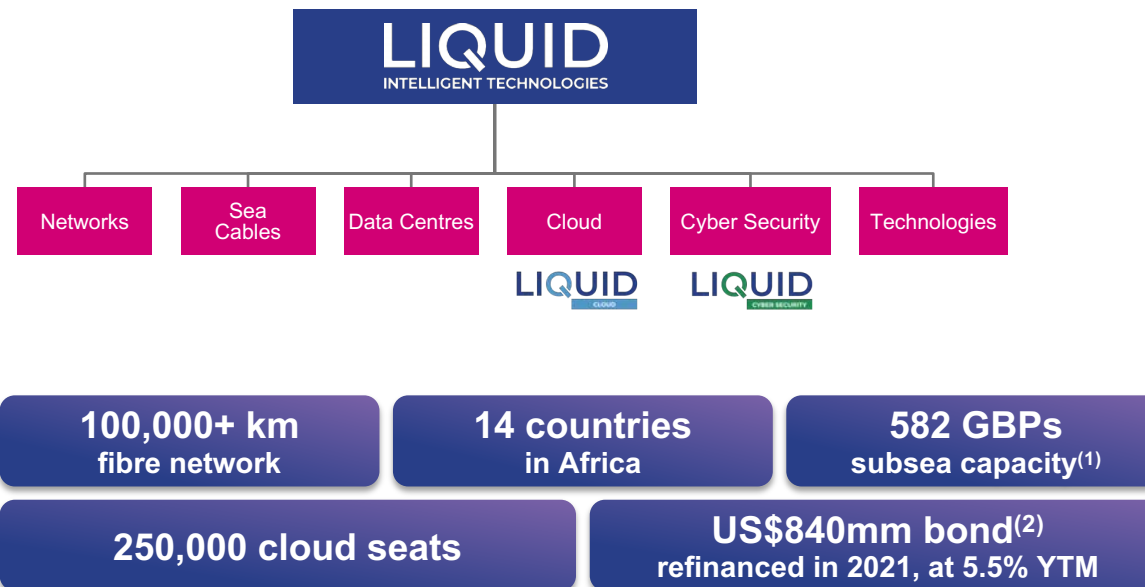 LIQUID
INTELLIGENT TECHNOLOGIES
Networks
Sea
Cables
Data Centres
Cloud
Cyber Security
Technologies
LIQUID
CLOUD
LIQUID
CYBER SECURITY
100,000+ km
fibre network
14 countries
in Africa
582 GBPs
subsea capacity(1)
250,000 cloud seats
US$840mm bond(2)
refinanced in 2021, at 5.5% YTM